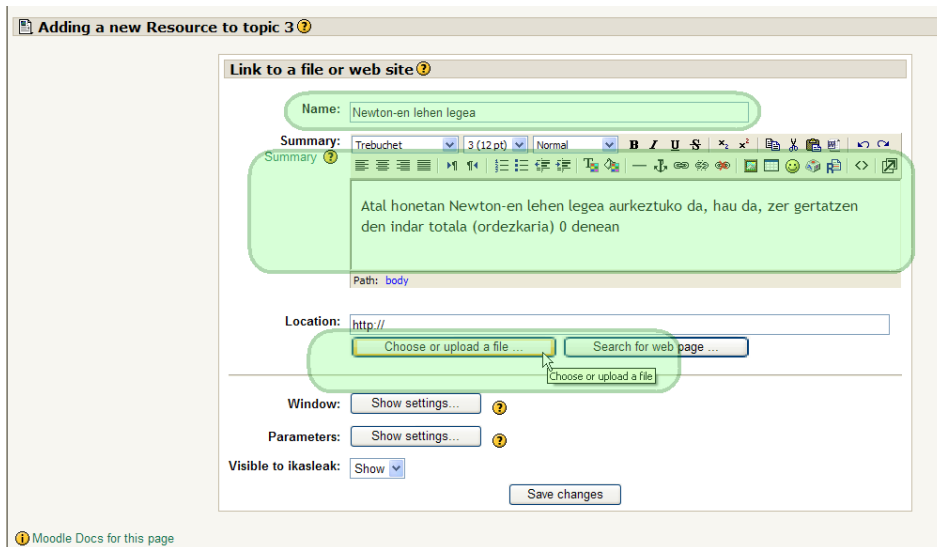 Adding a new Resource to topic 3
Link to a file or web site
Name: Newton-en lehen legea
Summary: Trebuchet 3 (12 pt) Normal B I U S
Summary
Atal honetan Newton-en lehen legea aurkeztuko da, hau da, zer gertatzen
den indar totala (ordezkaria) 0 denean
Path: body
Location: http://
Choose or upload a file ... Search for web page ...
Choose or upload a file
Window: Show settings...
Parameters: Show settings...
Visible to ikasleak: Show
Save changes
Moodle Docs for this page